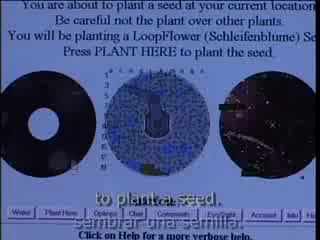 You are about to plant a seed at your current location
Be careful not the plant over other plants.
You will be planting a LoopFlower (Schleifenblume) Se
Press PLANT HERE to plant the seed.
to plant a seed.
sembrar una semilla.
Water Plant Here Options Chat Comments Account Info
Click on Help for a more verbose help.